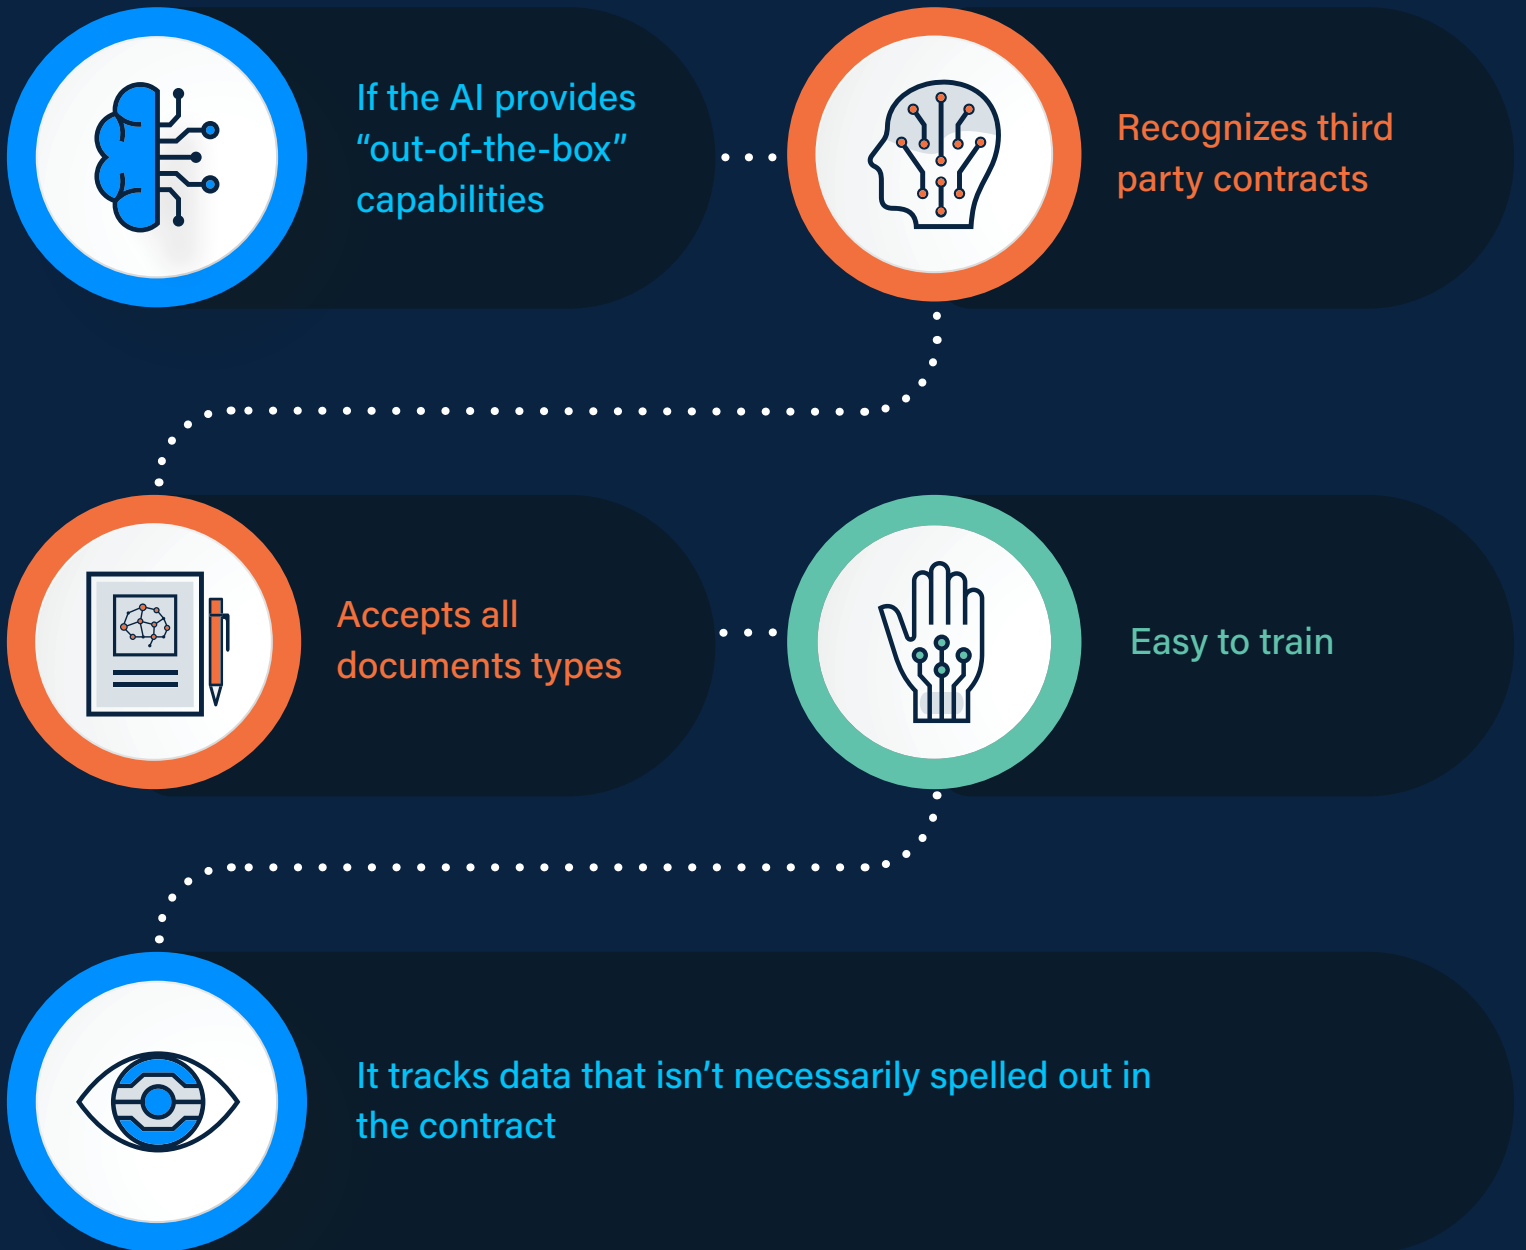 If the AI provides
“out-of-the-box”
capabilities
Recognizes third
party contracts
Accepts all
documents types
Easy to train
It tracks data that isn’t necessarily spelled out in
the contract